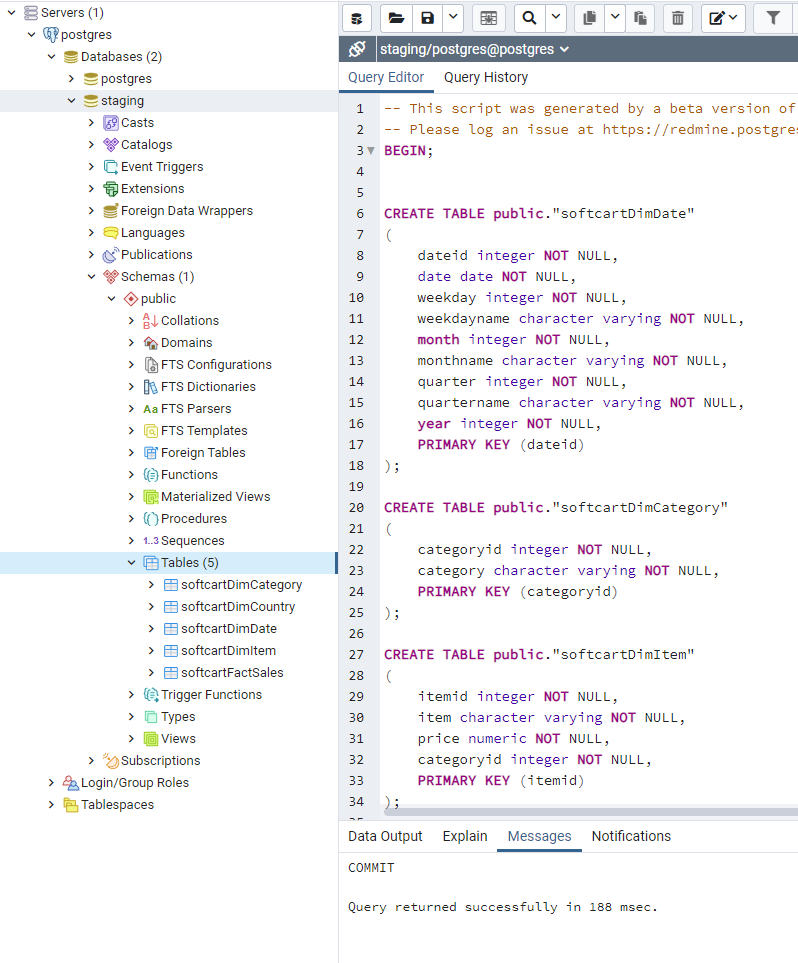 Servers (1)
postgres
Databases (2)
postgres
staging
Casts
Catalogs
Event Triggers
Extensions
Foreign Data Wrappers
Languages
Publications
Schemas (1)
public
Collations
Domains
FTS Configurations
FTS Dictionaries
Aa FTS Parsers
FTS Templates
Foreign Tables
Functions
Materialized Views
Procedures
1..3 Sequences
Tables (5)
softcartDimCategory
softcartDimCountry
softcartDimDate
softcartDimItem
softcartFactSales
Trigger Functions
Types
Views
Subscriptions
Login/Group Roles
Tablespaces
staging/postgres@postgres
Query Editor Query History
1 -- This script was generated by a beta version of
2 -- Please log an issue at https://redmine.postgres
3 BEGIN;
4
5
6 CREATE TABLE public."softcartDimDate"
7 (
8 dateid integer NOT NULL,
9 date date NOT NULL,
10 weekday integer NOT NULL,
11 weekdayname character varying NOT NULL,
12 month integer NOT NULL,
13 monthname character varying NOT NULL,
14 quarter integer NOT NULL,
15 quartername character varying NOT NULL,
16 year integer NOT NULL,
17 PRIMARY KEY (dateid)
18 );
19
20 CREATE TABLE public."softcartDimCategory"
21 (
22 categoryid integer NOT NULL,
23 category character varying NOT NULL,
24 PRIMARY KEY (categoryid)
25 );
26
27 CREATE TABLE public."softcartDimItem"
28 (
29 itemid integer NOT NULL,
30 item character varying NOT NULL,
31 price numeric NOT NULL,
32 categoryid integer NOT NULL,
33 PRIMARY KEY (itemid)
34 );
Data Output Explain Messages Notifications
COMMIT
Query returned successfully in 188 msec.